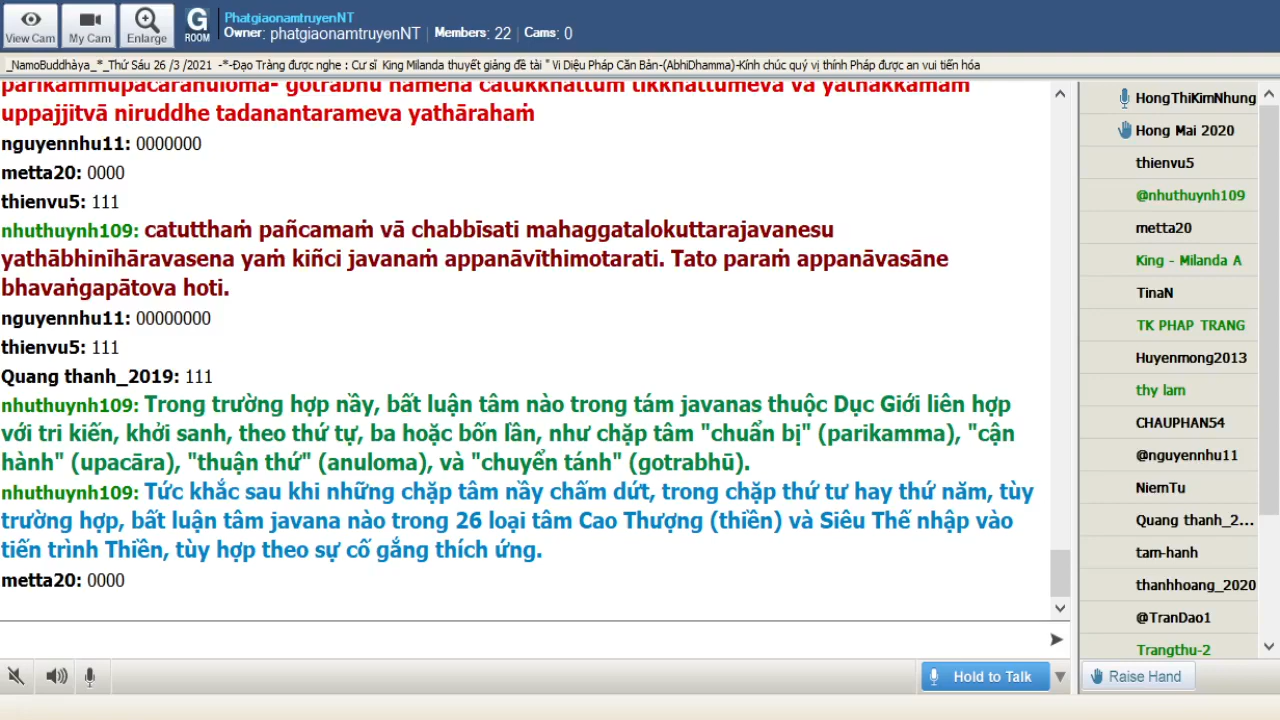 View Cam
My Cam
Enlarge
G
ROOM
PhatgiaonamtruyenNT
Owner: phatgiaonamtruyenNT | Members: 22 | Cams: 0
_NamoBuddhàya_*_Thứ Sáu 26 /3 /2021 -*-Đạo Tràng được nghe : Cư sĩ King Milanda thuyết giảng đề tài " Vi Diệu Pháp Căn Bản-(AbhiDhamma)-Kính chúc quý vị thính Pháp được an vui tiến hóa
parikammupacārānuloma- gotrabhū nāmena catukkhattuṁ tikkhattumeva vā yathākkamaṁ
uppajjitvā niruddhe tadanantarameva yathārahaṁ
nguyennhu11: 0000000
metta20: 0000
thienvu5: 111
nhuthuynh109: catutthaṁ pañcamaṁ vā chabbīsati mahaggatalokuttarajavanesu
yathābhinīhāravasena yaṁ kiñci javanaṁ appanāvīthimotarati. Tato paraṁ appanāvasāne
bhavaṅgapātova hoti.
nguyennhu11: 00000000
thienvu5: 111
Quang thanh_2019: 111
nhuthuynh109: Trong trường hợp nầy, bất luận tâm nào trong tám javanas thuộc Dục Giới liên hợp
với tri kiến, khởi sanh, theo thứ tự, ba hoặc bốn lần, như chặp tâm "chuẩn bị" (parikamma), "cận
hành" (upacāra), "thuận thứ" (anuloma), và "chuyển tánh" (gotrabhū).
nhuthuynh109: Tức khắc sau khi những chặp tâm nầy chấm dứt, trong chặp thứ tư hay thứ năm, tùy
trường hợp, bất luận tâm javana nào trong 26 loại tâm Cao Thượng (thiền) và Siêu Thế nhập vào
tiến trình Thiền, tùy hợp theo sự cố gắng thích ứng.
metta20: 0000
Hold to Talk
HongThiKimNhung
Hong Mai 2020
thienvu5
@nhuthuynh109
metta20
King - Milanda A
TinaN
TK PHAP TRANG
Huyenmong2013
thy lam
CHAUPHAN54
@nguyennhu11
NiemTu
Quang thanh_2...
tam-hanh
thanhhoang_2020
@TranDao1
Trangthu-2
Raise Hand